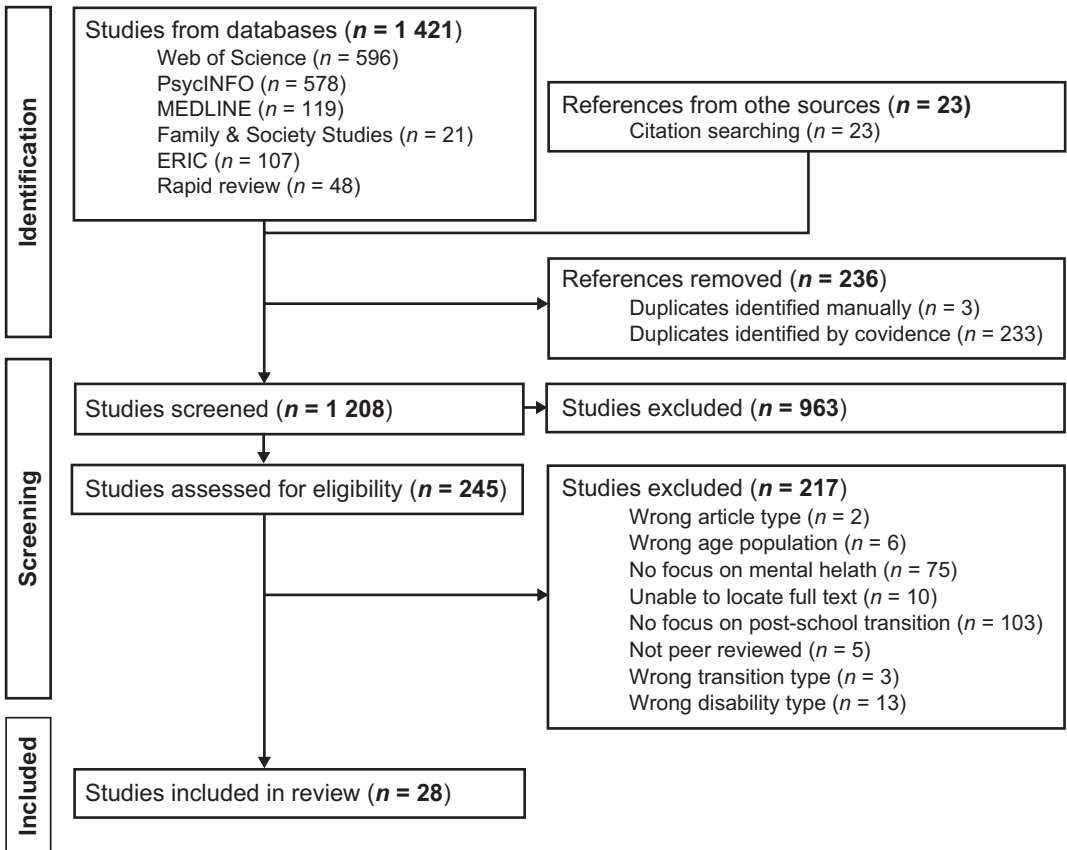 Identification
Studies from databases (n = 1 421)
Web of Science (n = 596)
PsycINFO (n = 578)
MEDLINE (n = 119)
Family & Society Studies (n = 21)
ERIC (n = 107)
Rapid review (n = 48)
References from othe sources (n = 23)
Citation searching (n = 23)
References removed (n = 236)
Duplicates identified manually (n = 3)
Duplicates identified by covidence (n = 233)
Screening
Studies screened (n = 1 208)
Studies excluded (n = 963)
Studies assessed for eligibility (n = 245)
Studies excluded (n = 217)
Wrong article type (n = 2)
Wrong age population (n = 6)
No focus on mental helath (n = 75)
Unable to locate full text (n = 10)
No focus on post-school transition (n = 103)
Not peer reviewed (n = 5)
Wrong transition type (n = 3)
Wrong disability type (n = 13)
Included
Studies included in review (n = 28)